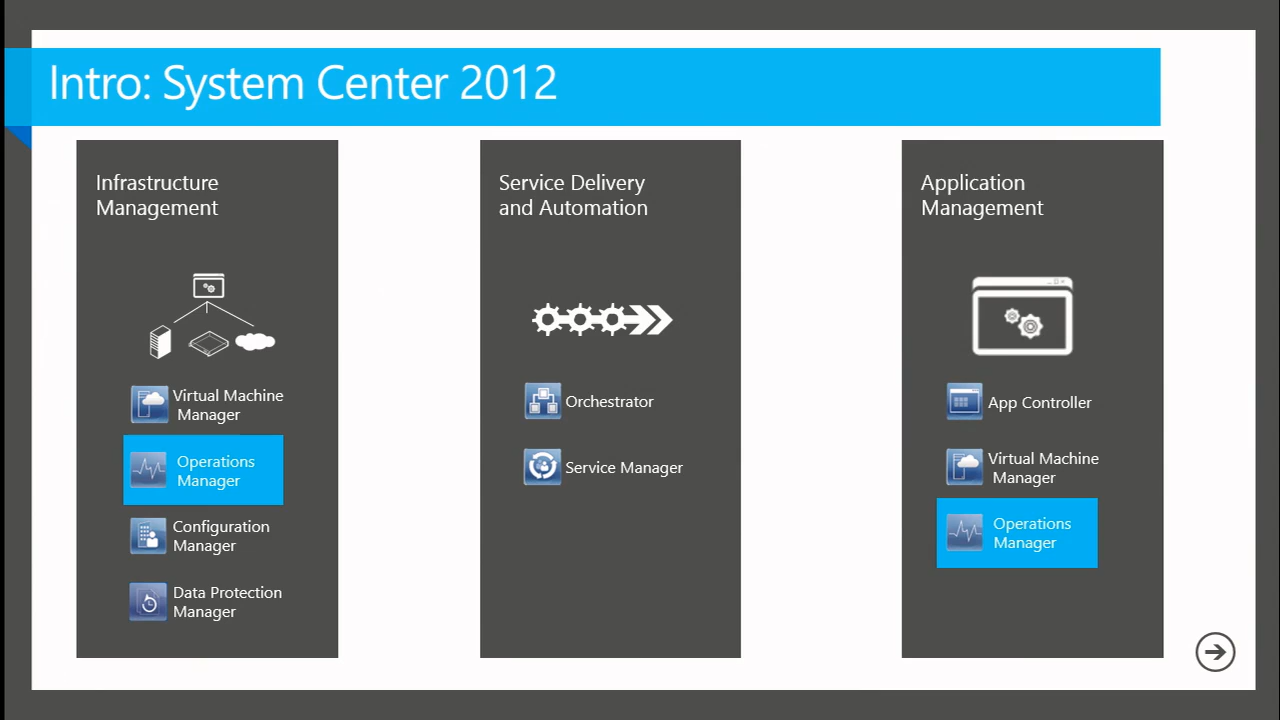 Intro: System Center 2012
Infrastructure
Management
Virtual Machine
Manager
Operations
Manager
Configuration
Manager
Data Protection
Manager
Service Delivery
and Automation
Orchestrator
Service Manager
Application
Management
App Controller
Virtual Machine
Manager
Operations
Manager